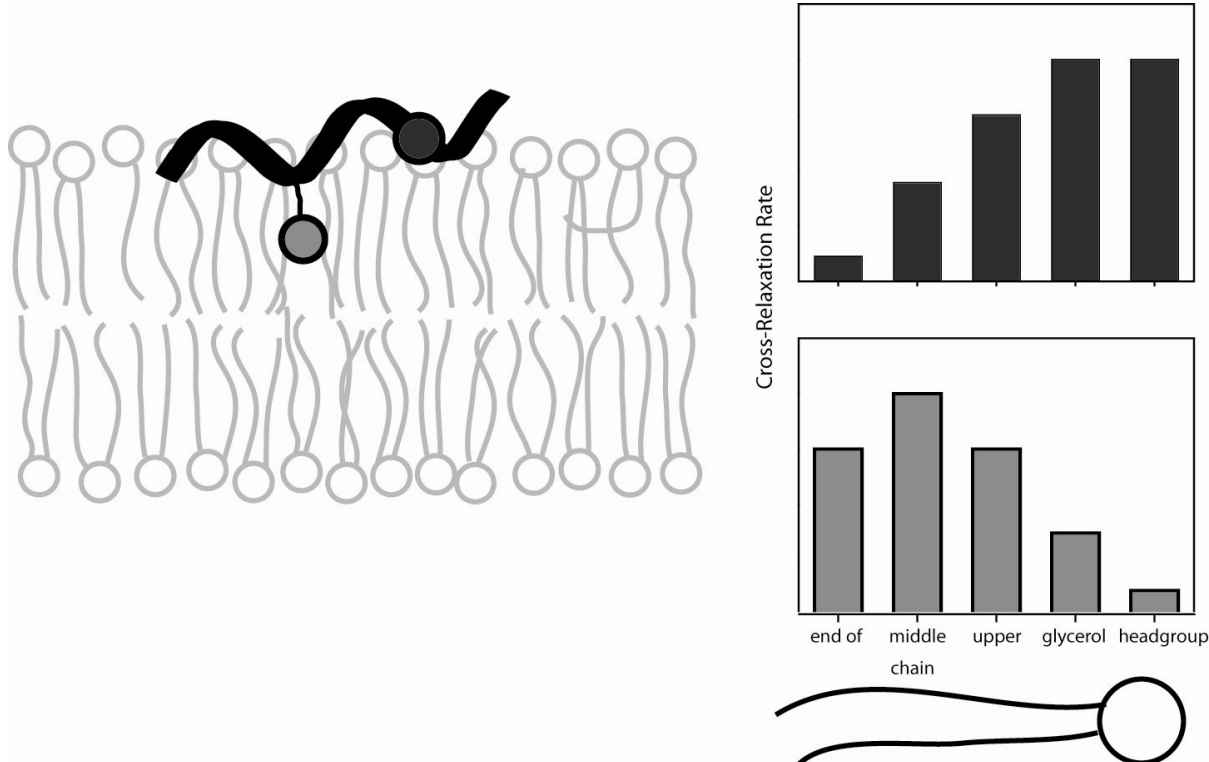 Cross-Relaxation Rate
end of middle upper glycerol headgroup
chain